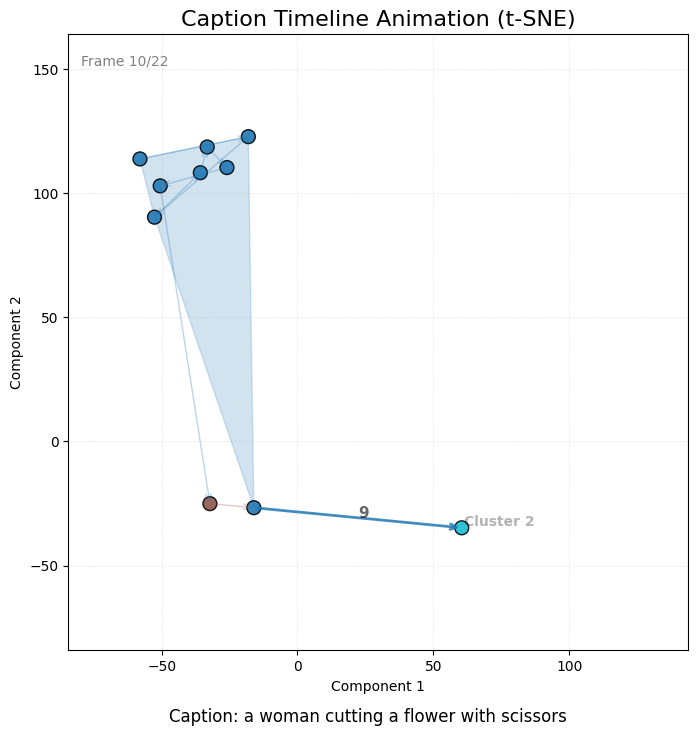 Caption Timeline Animation (t-SNE)
Frame 10/22
150
100
50
0
−50
Component 2
9
Cluster 2
−50
0
50
100
Component 1
Caption: a woman cutting a flower with scissors